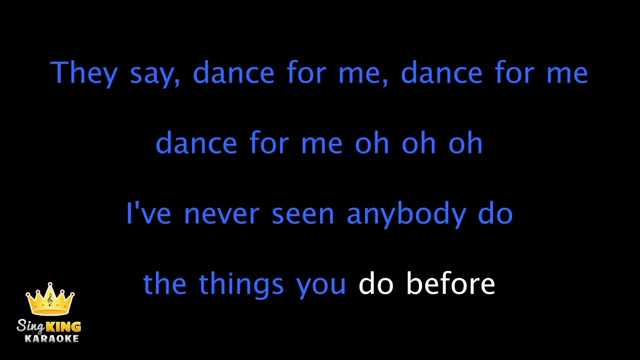 They say, dance for me, dance for me
dance for me oh oh oh
I've never seen anybody do
the things you do before
Sing KING
KARAOKE